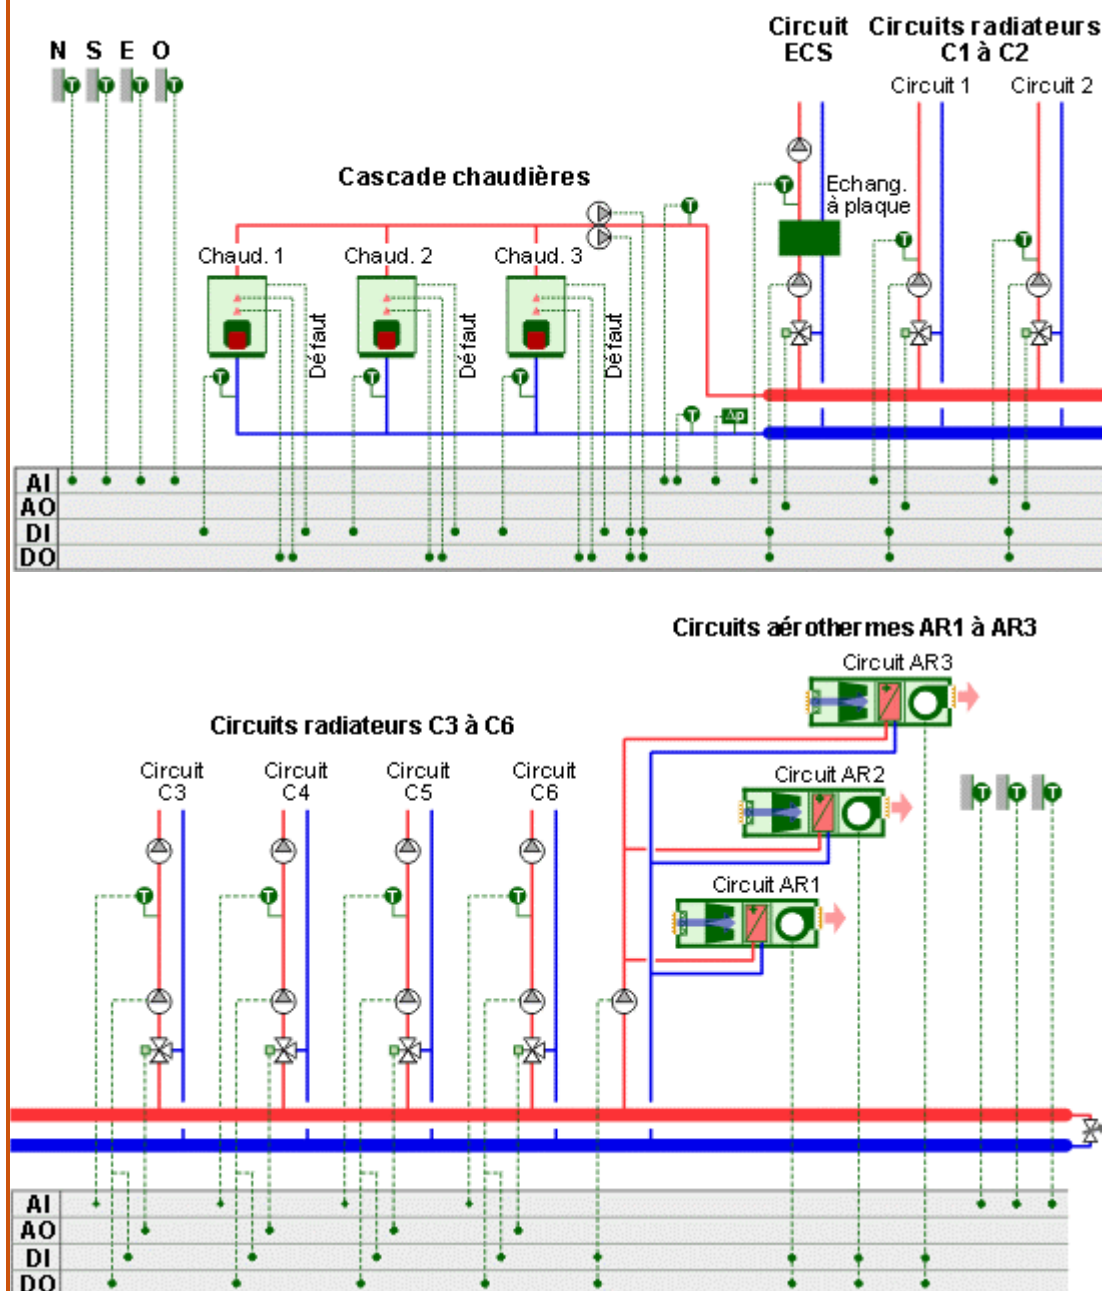 Circuit ECS
Circuits radiateurs C1 à C2
N S E O
T T T T
Circuit 1
Circuit 2
Cascade chaudières
T
T
Echang. à plaque
Chaud. 1
Chaud. 2
Chaud. 3
T
T
Défaut
Défaut
Défaut
T
T
T
T
Δp
AI
AO
DI
DO
Circuits aérothermes AR1 à AR3
Circuit AR3
Circuits radiateurs C3 à C6
Circuit C3
Circuit C4
Circuit C5
Circuit C6
Circuit AR2
T T T
Circuit AR1
T
T
T
T
AI
AO
DI
DO